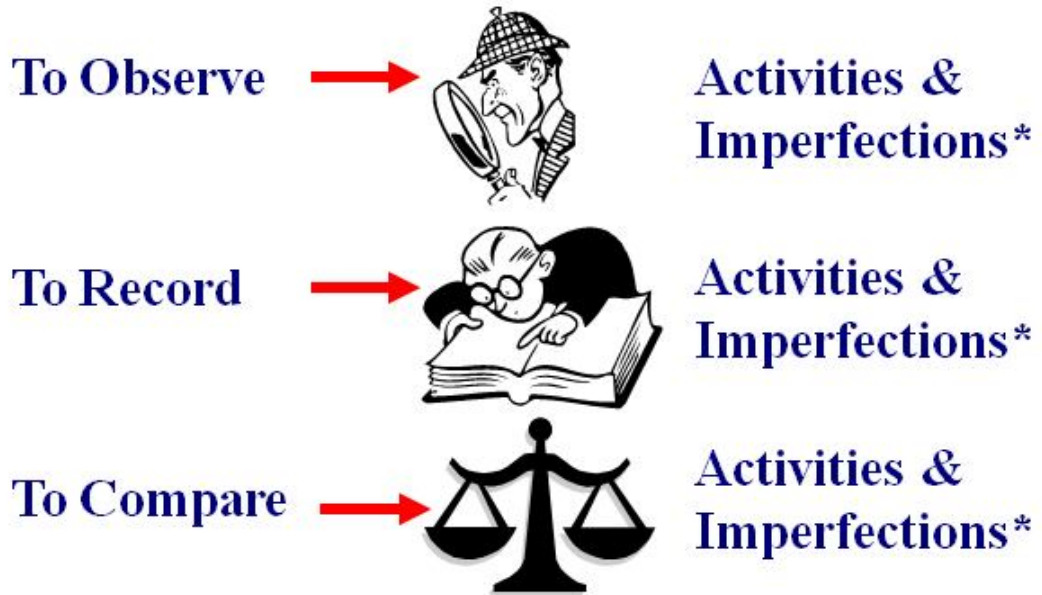 To Observe
Activities &
Imperfections*
To Record
Activities &
Imperfections*
To Compare
Activities &
Imperfections*